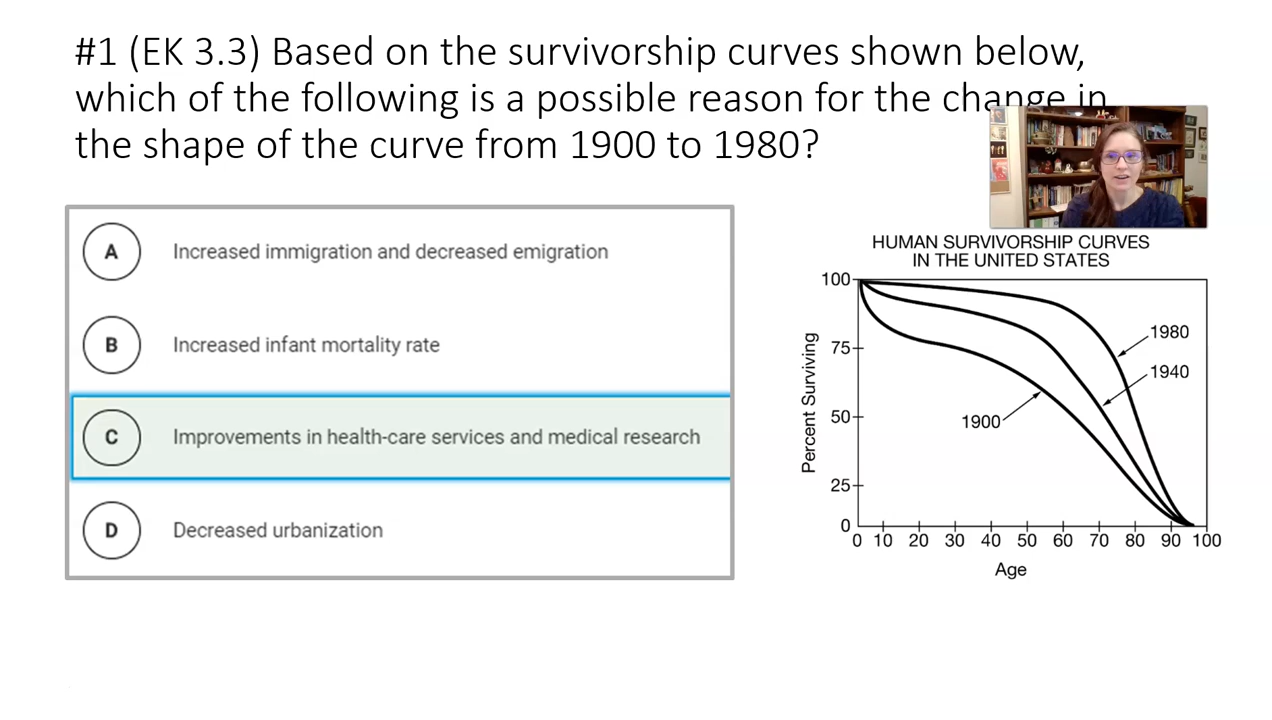 #1 (EK 3.3) Based on the survivorship curves shown below,
which of the following is a possible reason for the change in
the shape of the curve from 1900 to 1980?
A Increased immigration and decreased emigration
B Increased infant mortality rate
C Improvements in health-care services and medical research
D Decreased urbanization
HUMAN SURVIVORSHIP CURVES
IN THE UNITED STATES
Percent Surviving
100
75
50
25
0
1980
1940
1900
0 10 20 30 40 50 60 70 80 90 100
Age